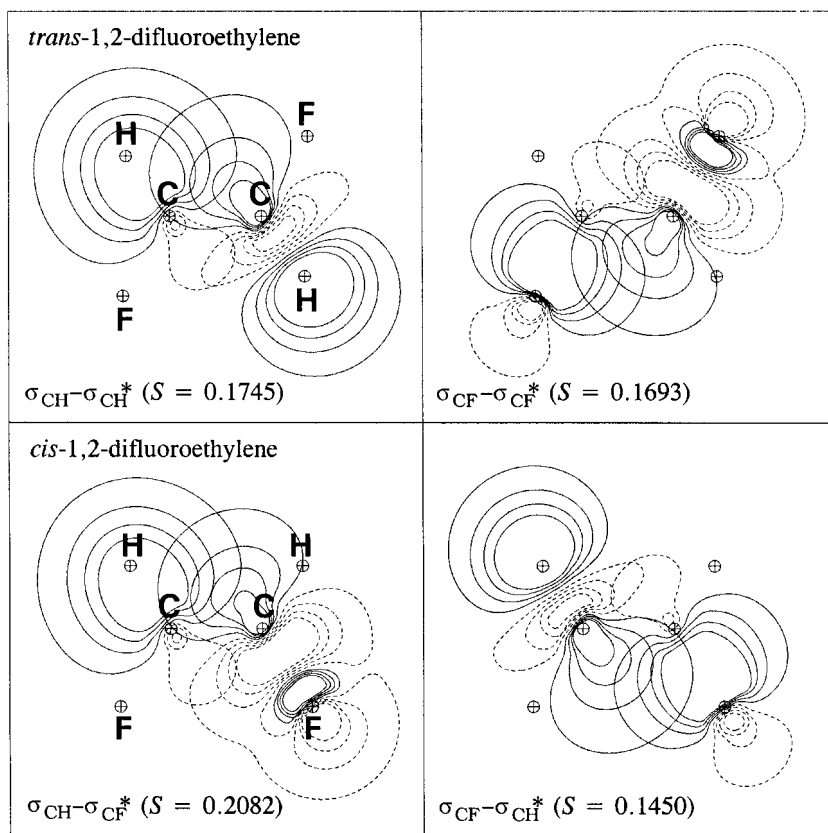 trans-1,2-difluoroethylene
F
H
C C
H
F
σCH–σCH* (S = 0.1745)
σCF–σCF* (S = 0.1693)
cis-1,2-difluoroethylene
H H
C C
F F
σCH–σCF* (S = 0.2082)
σCF–σCH* (S = 0.1450)